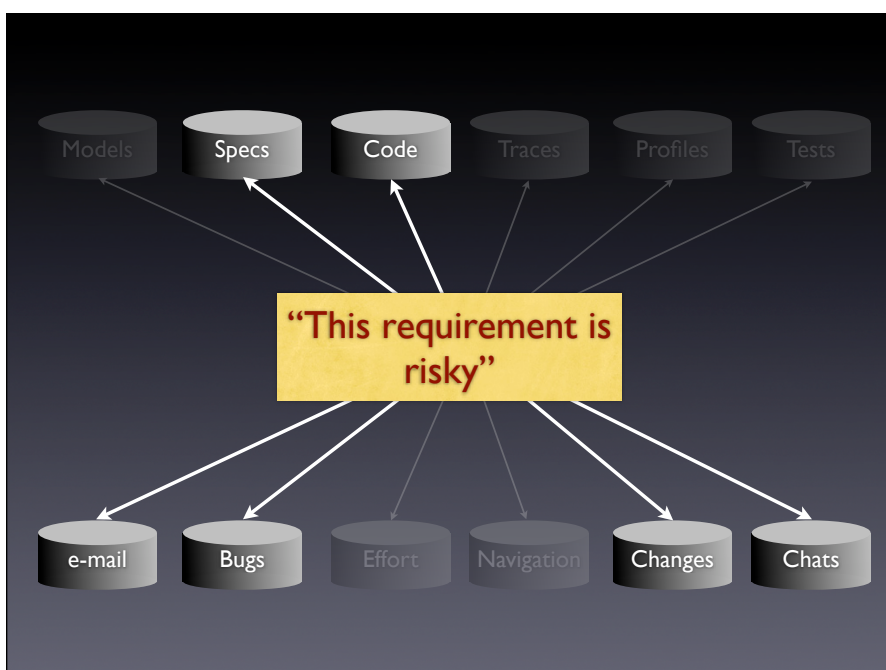 Models
Specs
Code
Traces
Profiles
Tests
“This requirement is
risky”
e-mail
Bugs
Effort
Navigation
Changes
Chats